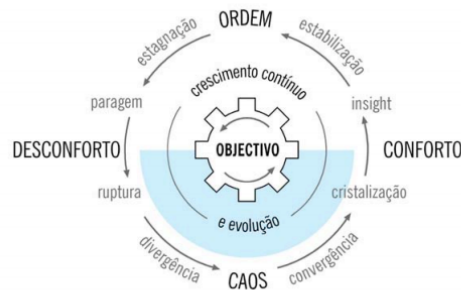 ORDEM
estagnação
estabilização
crescimento contínuo
paragem
insight
DESCONFORTO
OBJECTIVO
CONFORTO
ruptura
cristalização
e evolução
divergência
convergência
CAOS